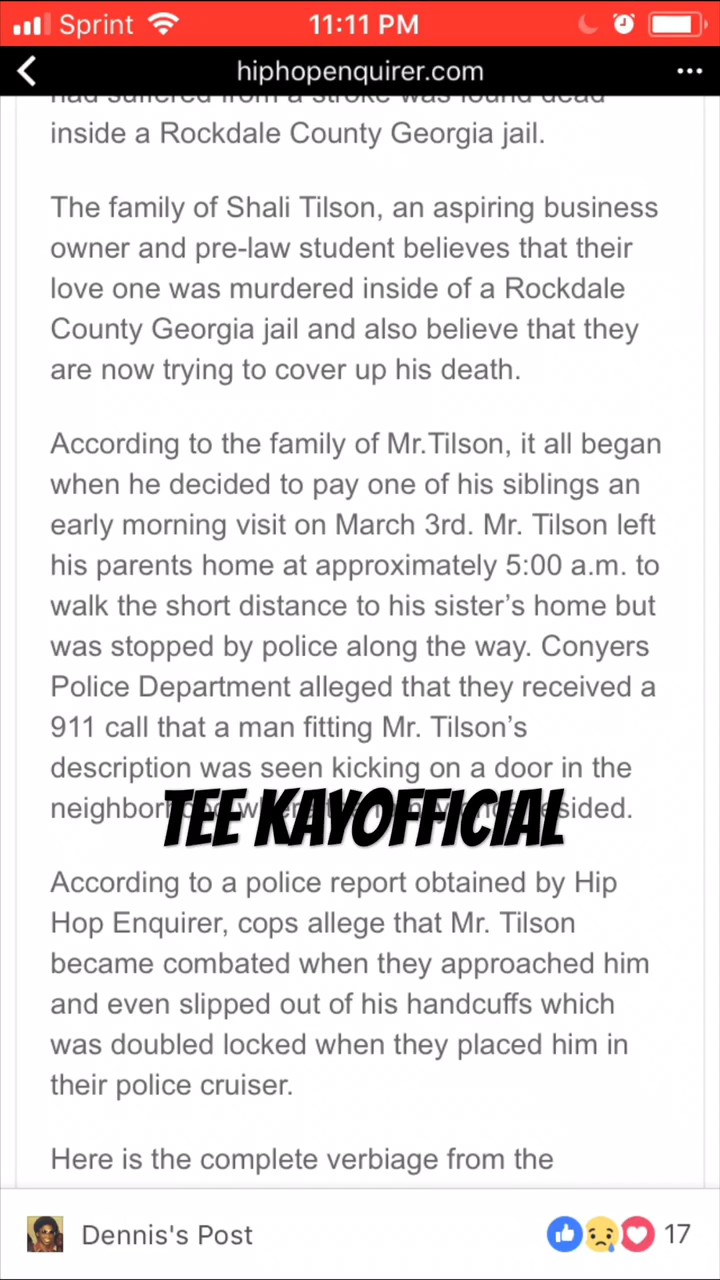 Sprint 11:11 PM
hiphopenquirer.com
had suffered from a stroke was found dead
inside a Rockdale County Georgia jail.
The family of Shali Tilson, an aspiring business
owner and pre-law student believes that their
love one was murdered inside of a Rockdale
County Georgia jail and also believe that they
are now trying to cover up his death.
According to the family of Mr.Tilson, it all began
when he decided to pay one of his siblings an
early morning visit on March 3rd. Mr. Tilson left
his parents home at approximately 5:00 a.m. to
walk the short distance to his sister’s home but
was stopped by police along the way. Conyers
Police Department alleged that they received a
911 call that a man fitting Mr. Tilson’s
description was seen kicking on a door in the
sided.
TEE KAYOFFICIAL
According to a police report obtained by Hip
Hop Enquirer, cops allege that Mr. Tilson
became combated when they approached him
and even slipped out of his handcuffs which
was doubled locked when they placed him in
their police cruiser.
Here is the complete verbiage from the
Dennis's Post 17